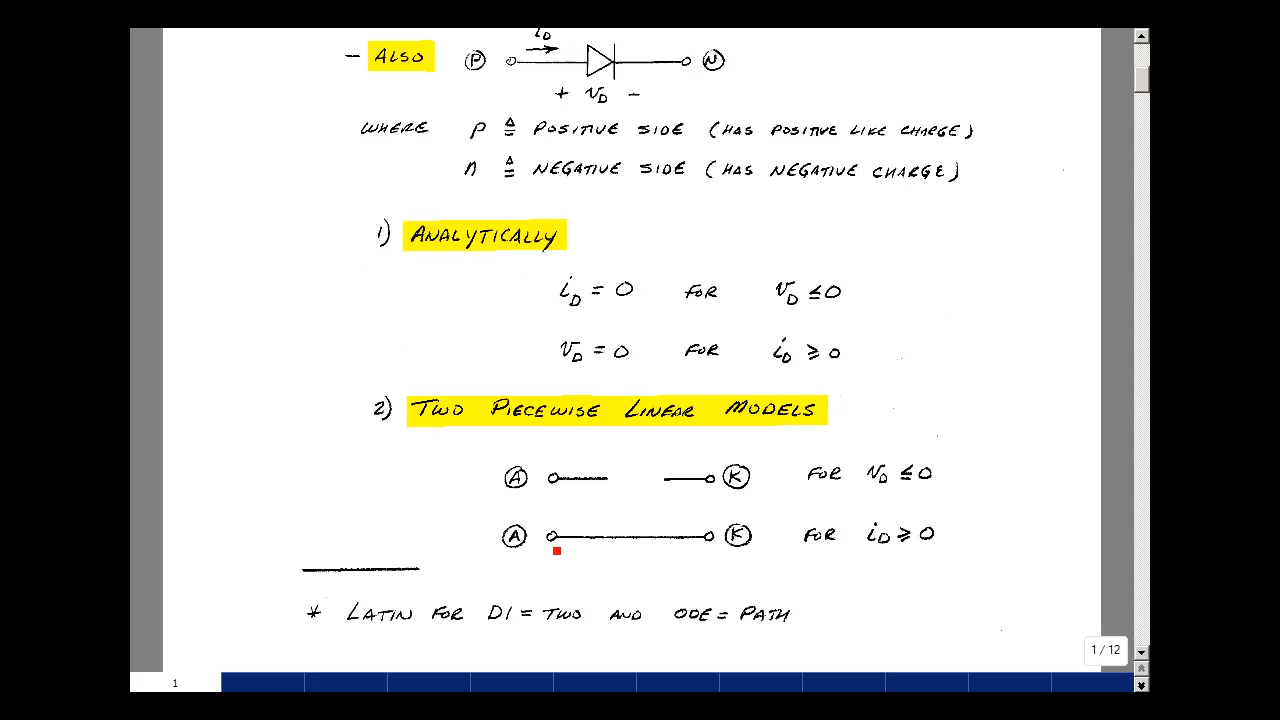 iD
- ALSO P N
+ VD -
WHERE P ≜ POSITIVE SIDE (HAS POSITIVE LIKE CHARGE)
n ≜ NEGATIVE SIDE (HAS NEGATIVE CHARGE)
1) ANALYTICALLY
iD = 0 FOR VD ≤ 0
VD = 0 FOR iD ≥ 0
2) TWO PIECEWISE LINEAR MODELS
A K FOR VD ≤ 0
A K FOR iD ≥ 0
* LATIN FOR DI = TWO AND ODE = PATH
1 / 12
1